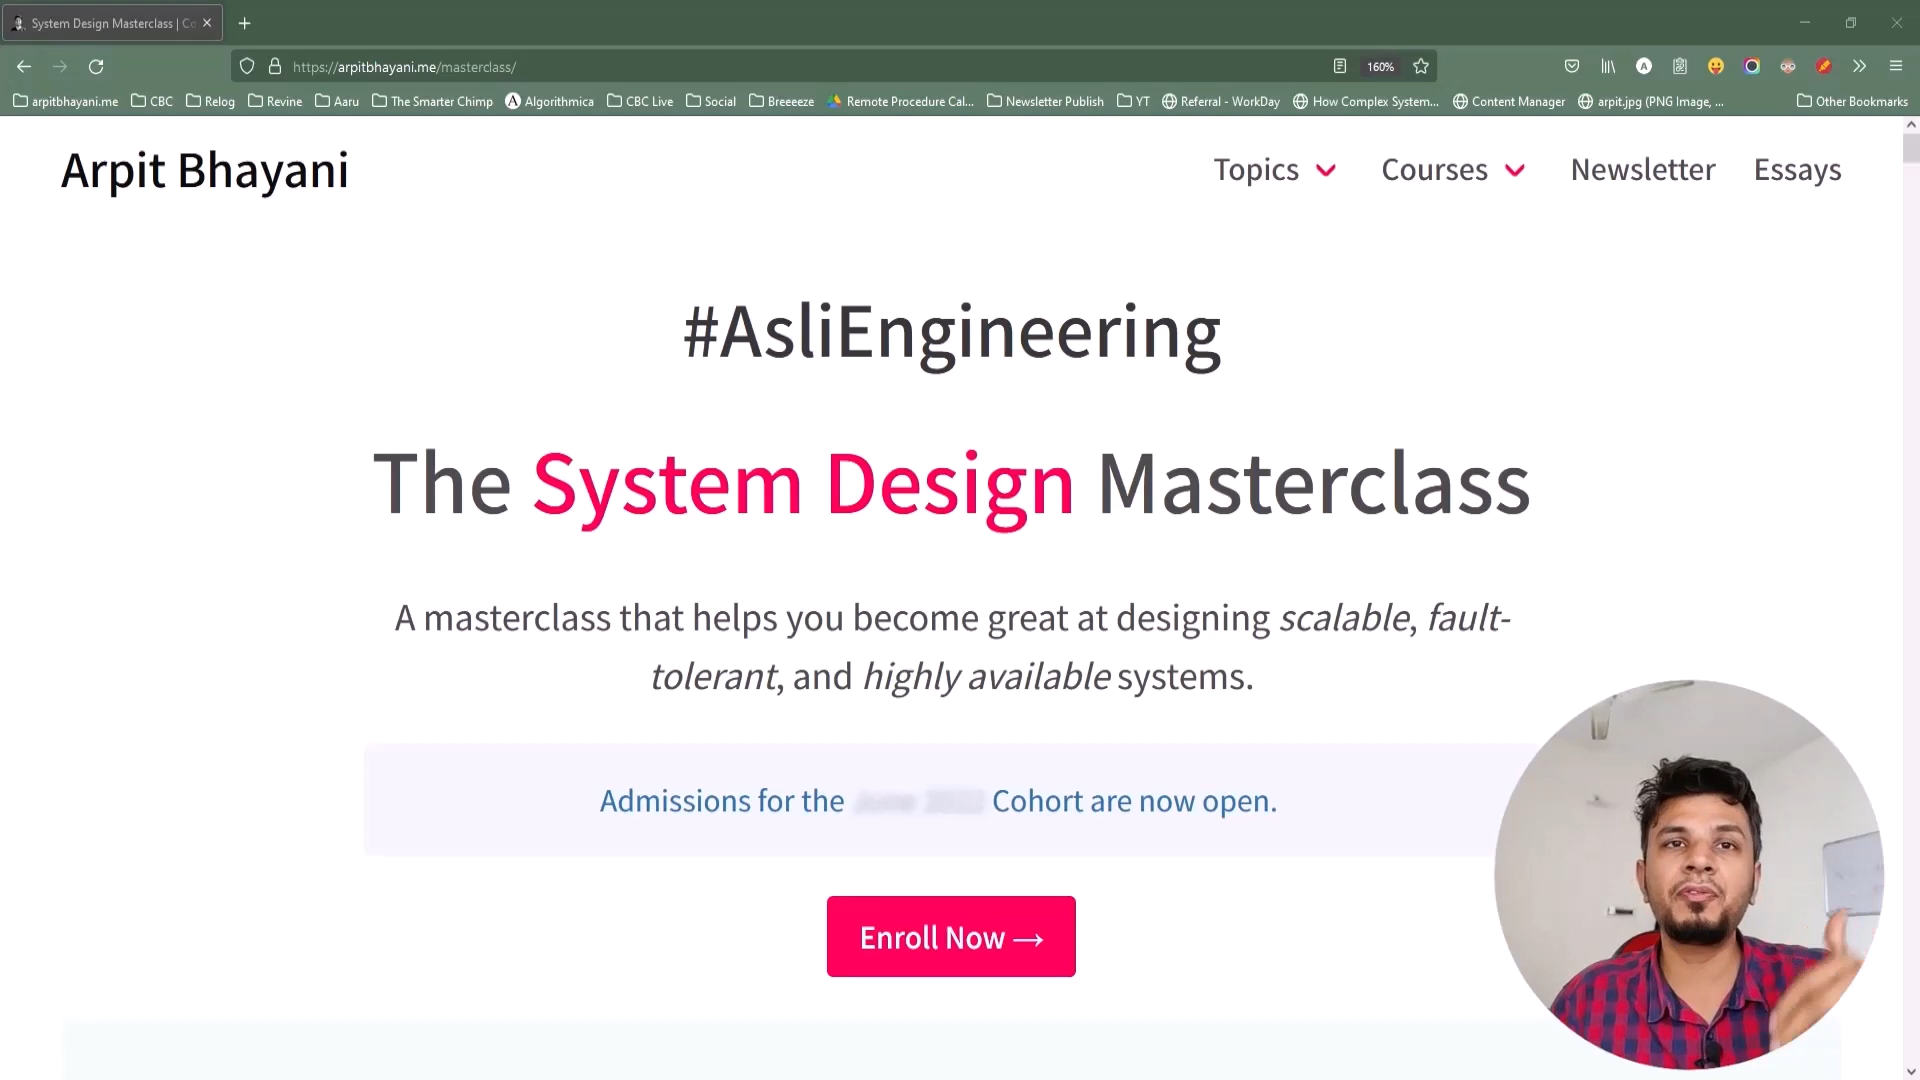 System Design Masterclass | Co
https://arpitbhayani.me/masterclass/
160%
arpitbhayani.me
CBC
Relog
Revine
Aaru
The Smarter Chimp
Algorithmica
CBC Live
Social
Breeeeze
Remote Procedure Cal...
Newsletter Publish
YT
Referral - WorkDay
How Complex System...
Content Manager
arpit.jpg (PNG Image, ...
Other Bookmarks
Arpit Bhayani
Topics
Courses
Newsletter
Essays
#AsliEngineering
The System Design Masterclass
A masterclass that helps you become great at designing scalable, fault-
tolerant, and highly available systems.
Admissions for the Cohort are now open.
Enroll Now →